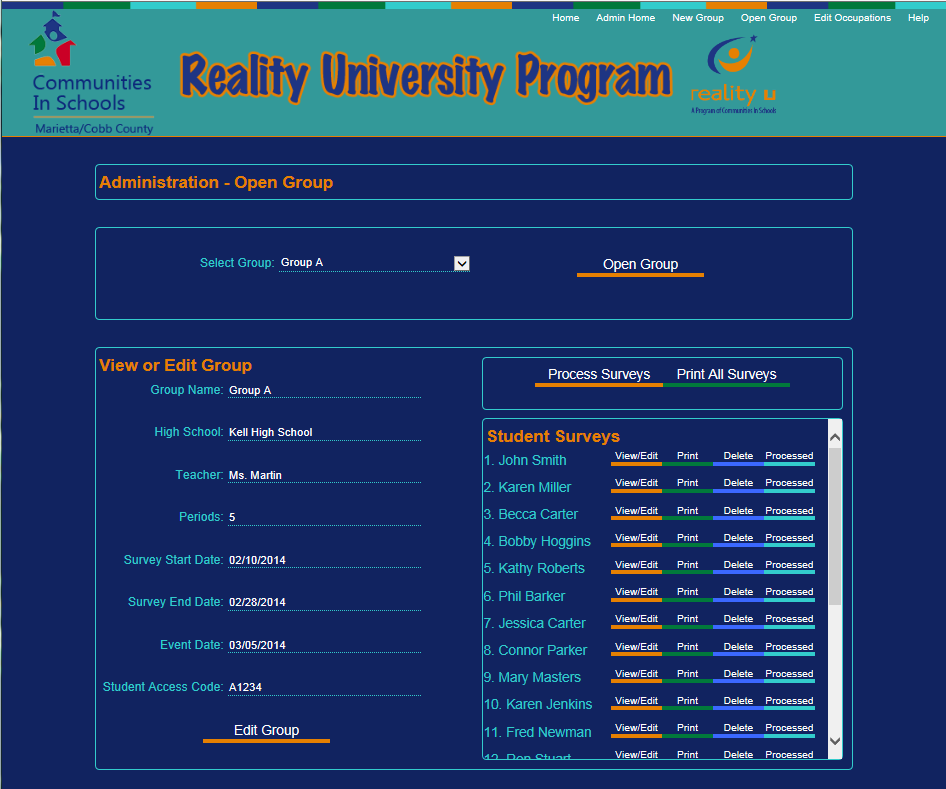 Home Admin Home New Group Open Group Edit Occupations Help
Communities
In Schools
Marietta/Cobb County
Reality University Program
reality u
A Program of Communities In Schools
Administration - Open Group
Select Group: Group A
Open Group
View or Edit Group
Group Name: Group A
High School: Kell High School
Teacher: Ms. Martin
Periods: 5
Survey Start Date: 02/10/2014
Survey End Date: 02/28/2014
Event Date: 03/05/2014
Student Access Code: A1234
Edit Group
Process Surveys Print All Surveys
Student Surveys
1. John Smith View/Edit Print Delete Processed
2. Karen Miller View/Edit Print Delete Processed
3. Becca Carter View/Edit Print Delete Processed
4. Bobby Hoggins View/Edit Print Delete Processed
5. Kathy Roberts View/Edit Print Delete Processed
6. Phil Barker View/Edit Print Delete Processed
7. Jessica Carter View/Edit Print Delete Processed
8. Connor Parker View/Edit Print Delete Processed
9. Mary Masters View/Edit Print Delete Processed
10. Karen Jenkins View/Edit Print Delete Processed
11. Fred Newman View/Edit Print Delete Processed
12. Ron Stuart View/Edit Print Delete Processed